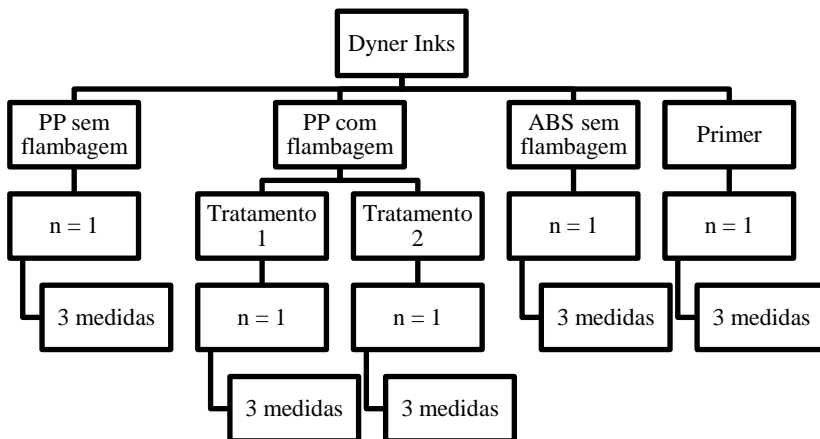 Dyner Inks
PP sem
flambagem
PP com
flambagem
ABS sem
flambagem
Primer
n = 1
Tratamento
1
Tratamento
2
n = 1
n = 1
3 medidas
n = 1
n = 1
3 medidas
3 medidas
3 medidas
3 medidas